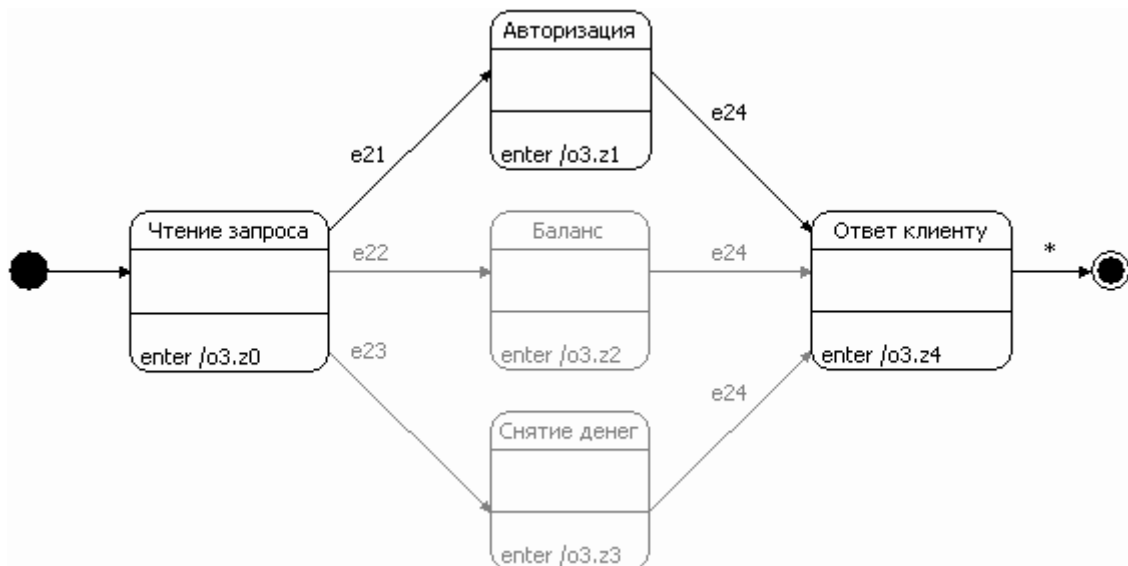 Авторизация
enter /o3.z1
e21
e24
Чтение запроса
enter /o3.z0
e22
Баланс
enter /o3.z2
e24
Ответ клиенту
enter /o3.z4
*
e23
Снятие денег
enter /o3.z3
e24